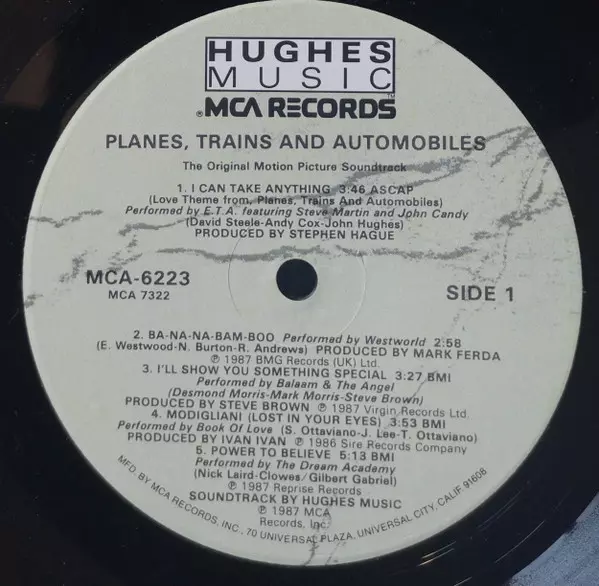 HUGHES
MUSIC
®MCA RECORDS™
PLANES, TRAINS AND AUTOMOBILES
The Original Motion Picture Soundtrack
1. I CAN TAKE ANYTHING 3:46 ASCAP
(Love Theme from, Planes, Trains And Automobiles)
Performed by E.T.A. featuring Steve Martin and John Candy
(David Steele-Andy Cox-John Hughes)
PRODUCED BY STEPHEN HAGUE
MCA-6223
MCA 7322
SIDE 1
2. BA-NA-NA-BAM-BOO Performed by Westworld 2:58
(E. Westwood-N. Burton-R. Andrews) PRODUCED BY MARK FERDA
℗ 1987 BMG Records (UK) Ltd.
3. I'LL SHOW YOU SOMETHING SPECIAL 3:27 BMI
Performed by Balaam & The Angel
(Desmond Morris-Mark Morris-Steve Brown)
PRODUCED BY STEVE BROWN ℗ 1987 Virgin Records Ltd.
4. MODIGLIANI (LOST IN YOUR EYES) 3:53 BMI
Performed by Book Of Love (S. Ottaviano-J. Lee-T. Ottaviano)
PRODUCED BY IVAN IVAN ℗ 1986 Sire Records Company
5. POWER TO BELIEVE 5:13 BMI
Performed by The Dream Academy
(Nick Laird-Clowes/Gilbert Gabriel)
℗ 1987 Reprise Records
SOUNDTRACK BY HUGHES MUSIC
℗ 1987 MCA
Records, Inc.
MFD. BY MCA RECORDS, INC., 70 UNIVERSAL PLAZA, UNIVERSAL CITY, CALIF. 91608